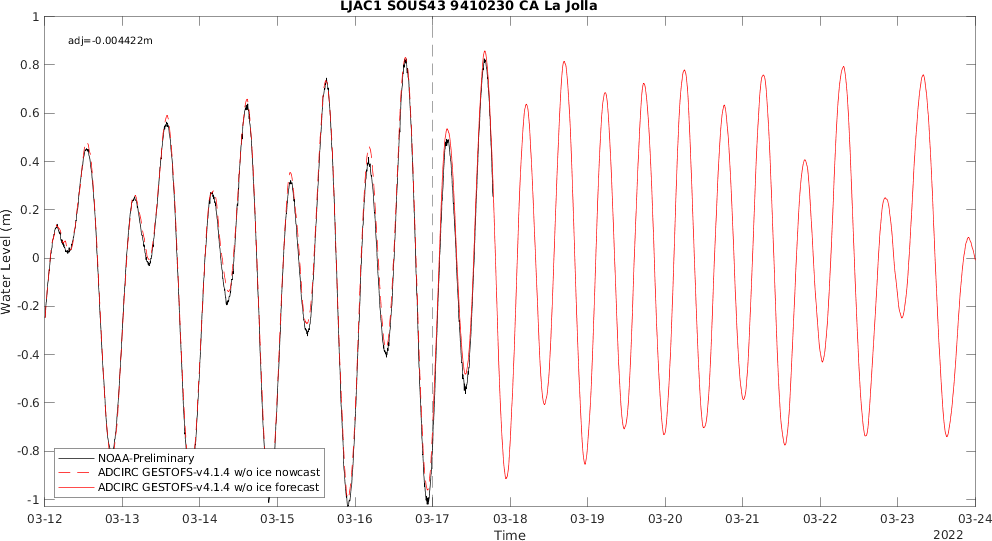 LJAC1 SOUS43 9410230 CA La Jolla
adj=-0.004422m
1
0.8
0.6
0.4
0.2
0
-0.2
-0.4
-0.6
-0.8
-1
Water Level (m)
NOAA-Preliminary
ADCIRC GESTOFS-v4.1.4 w/o ice nowcast
ADCIRC GESTOFS-v4.1.4 w/o ice forecast
03-12 03-13 03-14 03-15 03-16 03-17 03-18 03-19 03-20 03-21 03-22 03-23 03-24
Time
2022